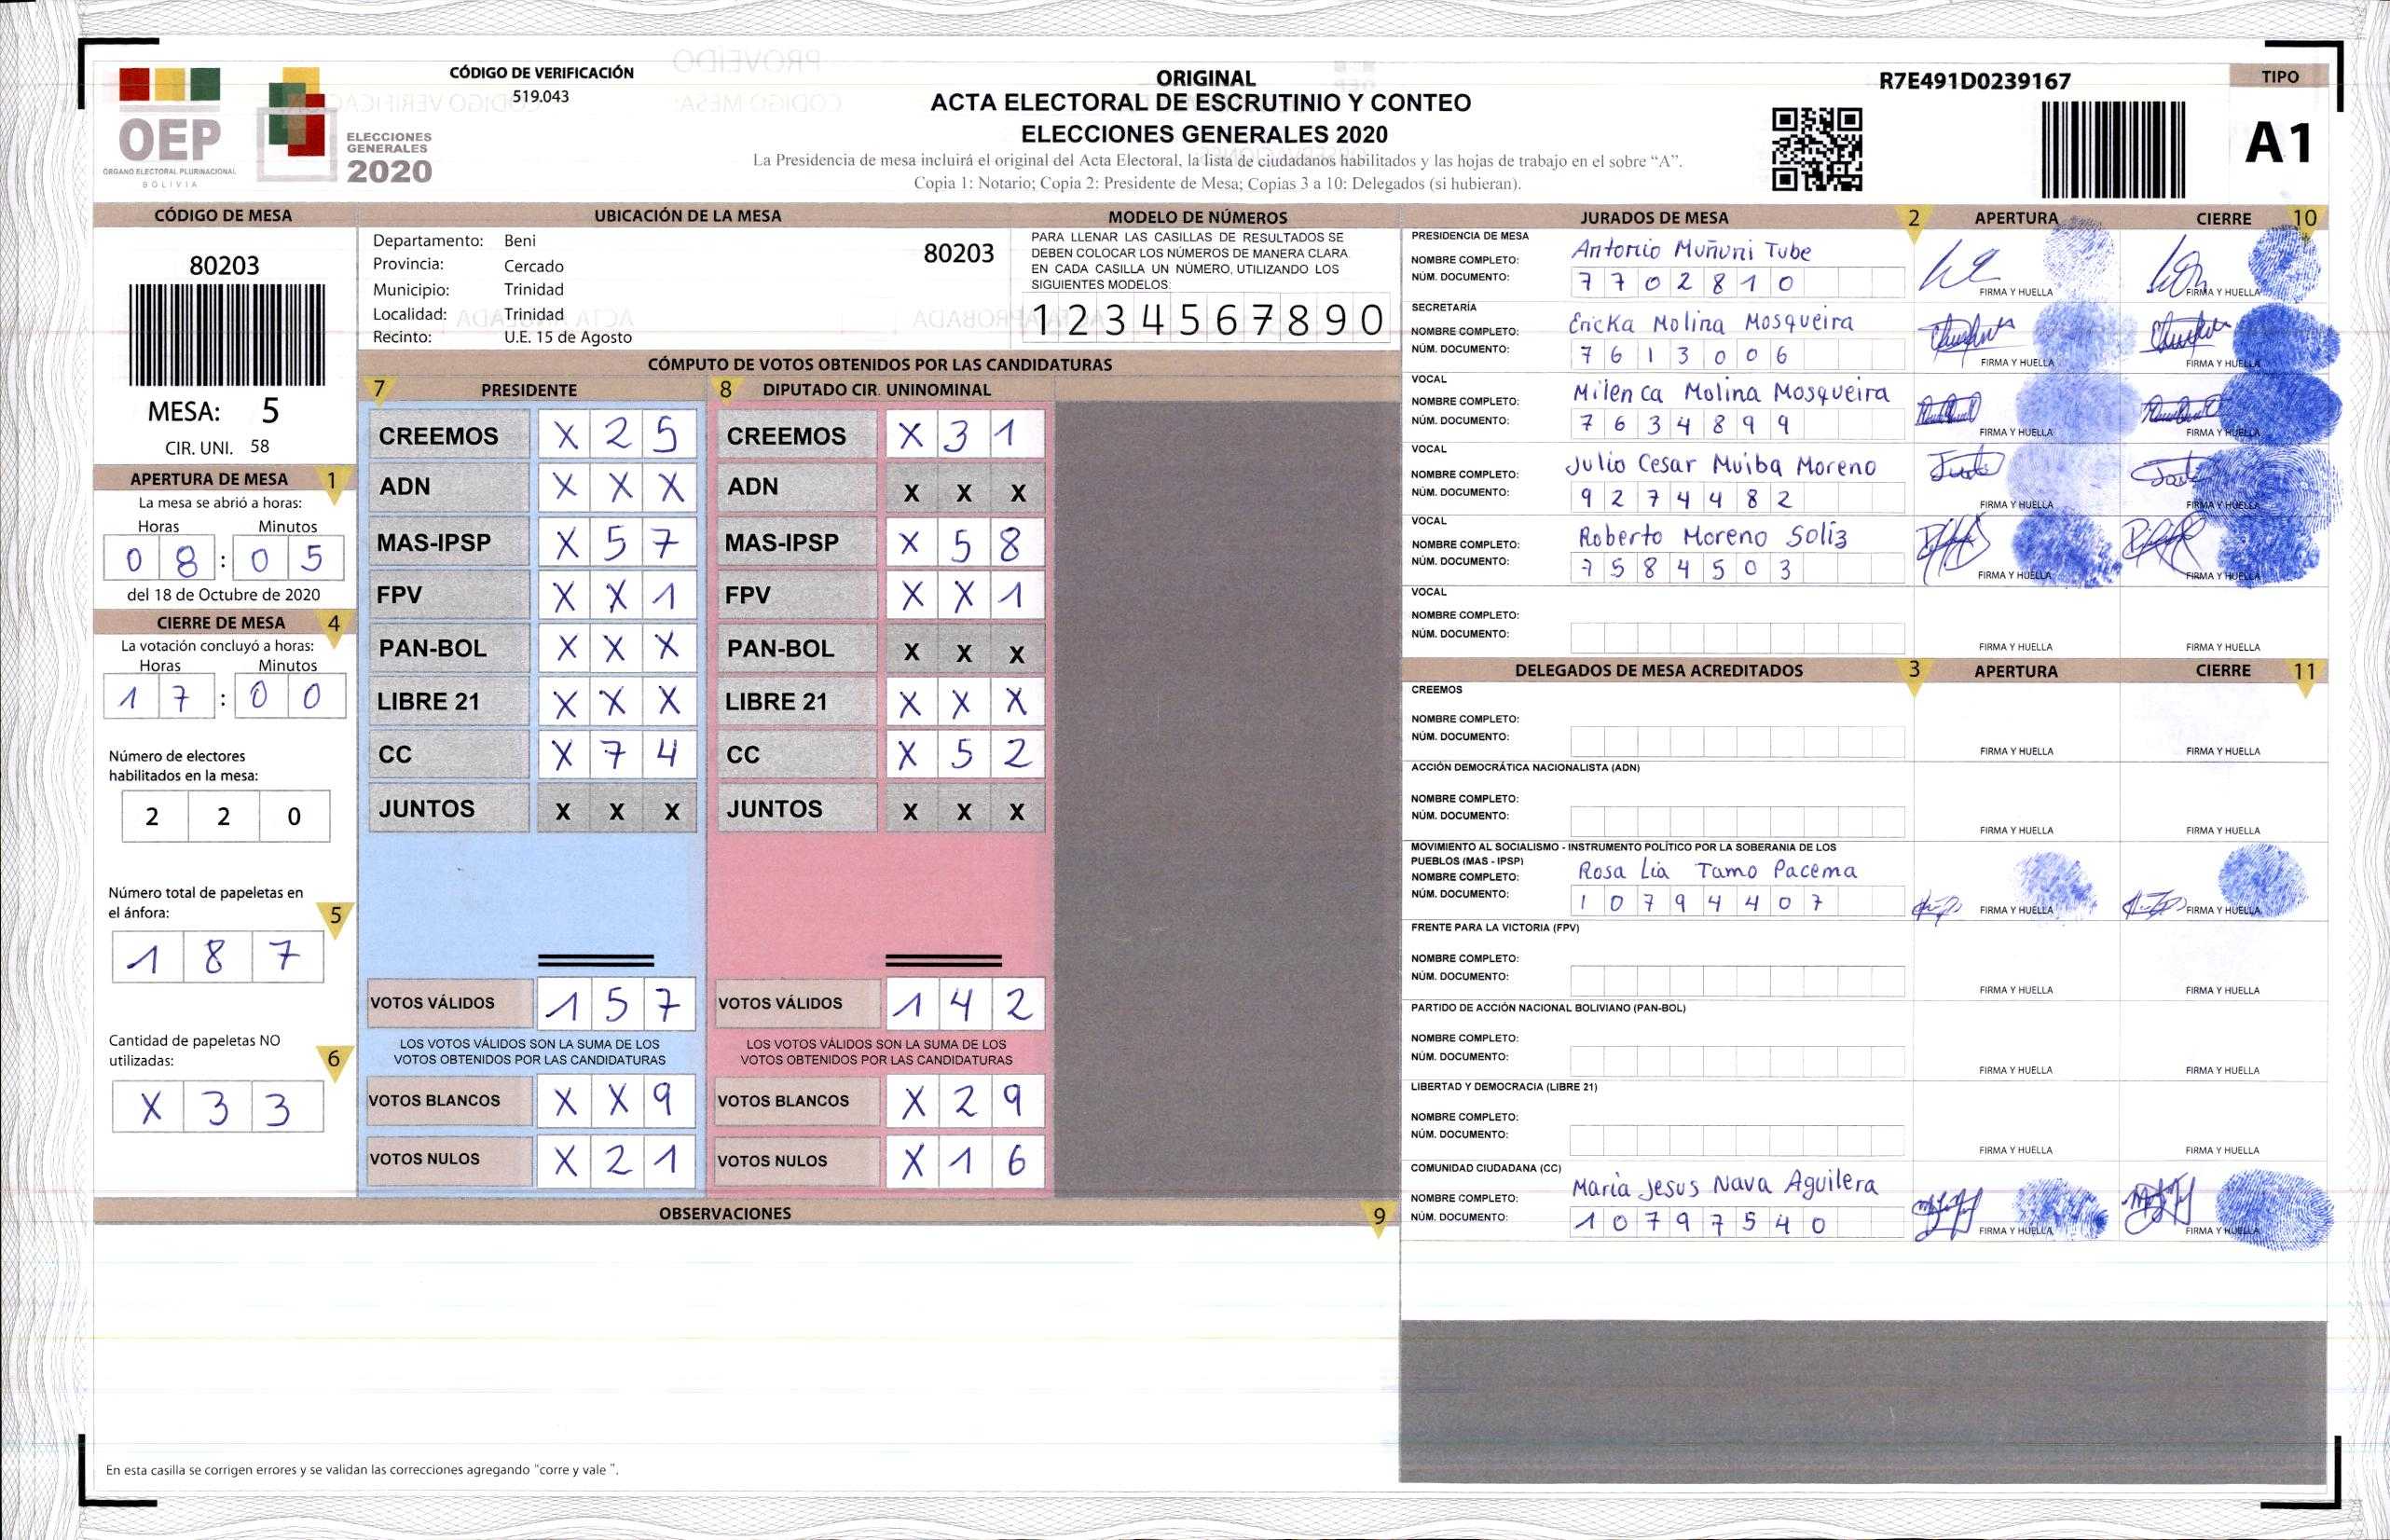 CÓDIGO DE VERIFICACIÓN
519.043
OEP
ÓRGANO ELECTORAL PLURINACIONAL
BOLIVIA
ELECCIONES
GENERALES
2020
ORIGINAL
ACTA ELECTORAL DE ESCRUTINIO Y CONTEO
ELECCIONES GENERALES 2020
La Presidencia de mesa incluirá el original del Acta Electoral, la lista de ciudadanos habilitados y las hojas de trabajo en el sobre “A”.
Copia 1: Notario; Copia 2: Presidente de Mesa; Copias 3 a 10: Delegados (si hubieran).
R7E491D0239167
TIPO
A1
CÓDIGO DE MESA
80203
MESA: 5
CIR. UNI. 58
APERTURA DE MESA 1
La mesa se abrió a horas:
Horas Minutos
0 8 : 0 5
del 18 de Octubre de 2020
CIERRE DE MESA 4
La votación concluyó a horas:
Horas Minutos
1 7 : 0 0
Número de electores
habilitados en la mesa:
2 2 0
Número total de papeletas en
el ánfora: 5
1 8 7
Cantidad de papeletas NO
utilizadas: 6
X 3 3
UBICACIÓN DE LA MESA
Departamento: Beni
Provincia: Cercado
Municipio: Trinidad
Localidad: Trinidad
Recinto: U.E. 15 de Agosto
80203
MODELO DE NÚMEROS
PARA LLENAR LAS CASILLAS DE RESULTADOS SE
DEBEN COLOCAR LOS NÚMEROS DE MANERA CLARA
EN CADA CASILLA UN NÚMERO, UTILIZANDO LOS
SIGUIENTES MODELOS:
1 2 3 4 5 6 7 8 9 0
CÓMPUTO DE VOTOS OBTENIDOS POR LAS CANDIDATURAS
7 PRESIDENTE 8 DIPUTADO CIR. UNINOMINAL
CREEMOS X 2 5 CREEMOS X 3 1
ADN X X X ADN X X X
MAS-IPSP X 5 7 MAS-IPSP X 5 8
FPV X X 1 FPV X X 1
PAN-BOL X X X PAN-BOL X X X
LIBRE 21 X X X LIBRE 21 X X X
CC X 7 4 CC X 5 2
JUNTOS X X X JUNTOS X X X
VOTOS VÁLIDOS 1 5 7 VOTOS VÁLIDOS 1 4 2
LOS VOTOS VÁLIDOS SON LA SUMA DE LOS LOS VOTOS VÁLIDOS SON LA SUMA DE LOS
VOTOS OBTENIDOS POR LAS CANDIDATURAS VOTOS OBTENIDOS POR LAS CANDIDATURAS
VOTOS BLANCOS X X 9 VOTOS BLANCOS X 2 9
VOTOS NULOS X 2 1 VOTOS NULOS X 1 6
OBSERVACIONES 9
En esta casilla se corrigen errores y se validan las correcciones agregando “corre y vale ”.
JURADOS DE MESA 2 APERTURA CIERRE 10
PRESIDENCIA DE MESA
NOMBRE COMPLETO: Antonio Muñuni Tube
NÚM. DOCUMENTO: 7 7 0 2 8 1 0 FIRMA Y HUELLA FIRMA Y HUELLA
SECRETARÍA
NOMBRE COMPLETO: Ericka Molina Mosqueira
NÚM. DOCUMENTO: 7 6 1 3 0 0 6 FIRMA Y HUELLA FIRMA Y HUELLA
VOCAL
NOMBRE COMPLETO: Milenca Molina Mosqueira
NÚM. DOCUMENTO: 7 6 3 4 8 9 9 FIRMA Y HUELLA FIRMA Y HUELLA
VOCAL
NOMBRE COMPLETO: Julio Cesar Muiba Moreno
NÚM. DOCUMENTO: 9 2 7 4 4 8 2 FIRMA Y HUELLA FIRMA Y HUELLA
VOCAL
NOMBRE COMPLETO: Roberto Moreno Soliz
NÚM. DOCUMENTO: 7 5 8 4 5 0 3 FIRMA Y HUELLA FIRMA Y HUELLA
VOCAL
NOMBRE COMPLETO:
NÚM. DOCUMENTO: FIRMA Y HUELLA FIRMA Y HUELLA
DELEGADOS DE MESA ACREDITADOS 3 APERTURA CIERRE 11
CREEMOS
NOMBRE COMPLETO:
NÚM. DOCUMENTO: FIRMA Y HUELLA FIRMA Y HUELLA
ACCIÓN DEMOCRÁTICA NACIONALISTA (ADN)
NOMBRE COMPLETO:
NÚM. DOCUMENTO: FIRMA Y HUELLA FIRMA Y HUELLA
MOVIMIENTO AL SOCIALISMO - INSTRUMENTO POLÍTICO POR LA SOBERANIA DE LOS
PUEBLOS (MAS - IPSP)
NOMBRE COMPLETO: Rosa Lia Tamo Pacema
NÚM. DOCUMENTO: 1 0 7 9 4 4 0 7 FIRMA Y HUELLA FIRMA Y HUELLA
FRENTE PARA LA VICTORIA (FPV)
NOMBRE COMPLETO:
NÚM. DOCUMENTO: FIRMA Y HUELLA FIRMA Y HUELLA
PARTIDO DE ACCIÓN NACIONAL BOLIVIANO (PAN-BOL)
NOMBRE COMPLETO:
NÚM. DOCUMENTO: FIRMA Y HUELLA FIRMA Y HUELLA
LIBERTAD Y DEMOCRACIA (LIBRE 21)
NOMBRE COMPLETO:
NÚM. DOCUMENTO: FIRMA Y HUELLA FIRMA Y HUELLA
COMUNIDAD CIUDADANA (CC)
NOMBRE COMPLETO: Maria Jesus Nava Aguilera
NÚM. DOCUMENTO: 1 0 7 9 7 5 4 0 FIRMA Y HUELLA FIRMA Y HUELLA